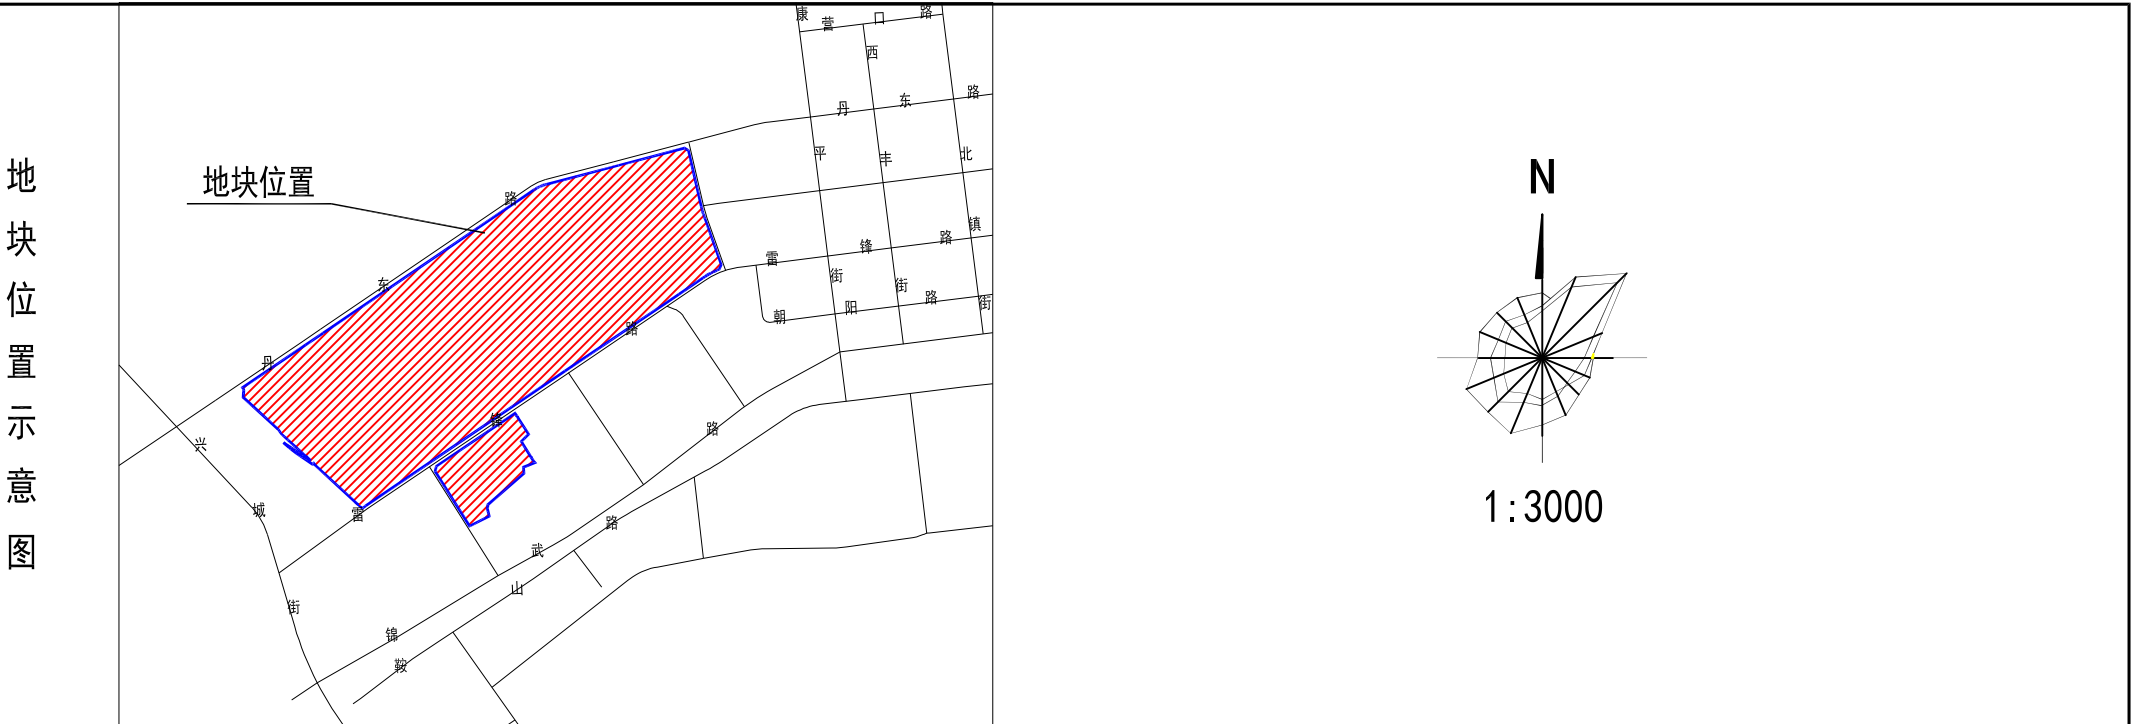 地块位置示意图
地块位置
康营口路
西丰街
丹东路
丹东路
康平街
北镇街
雷锋路
雷锋路
朝阳路
兴城街
锦武路
鞍山路
N
1:3000